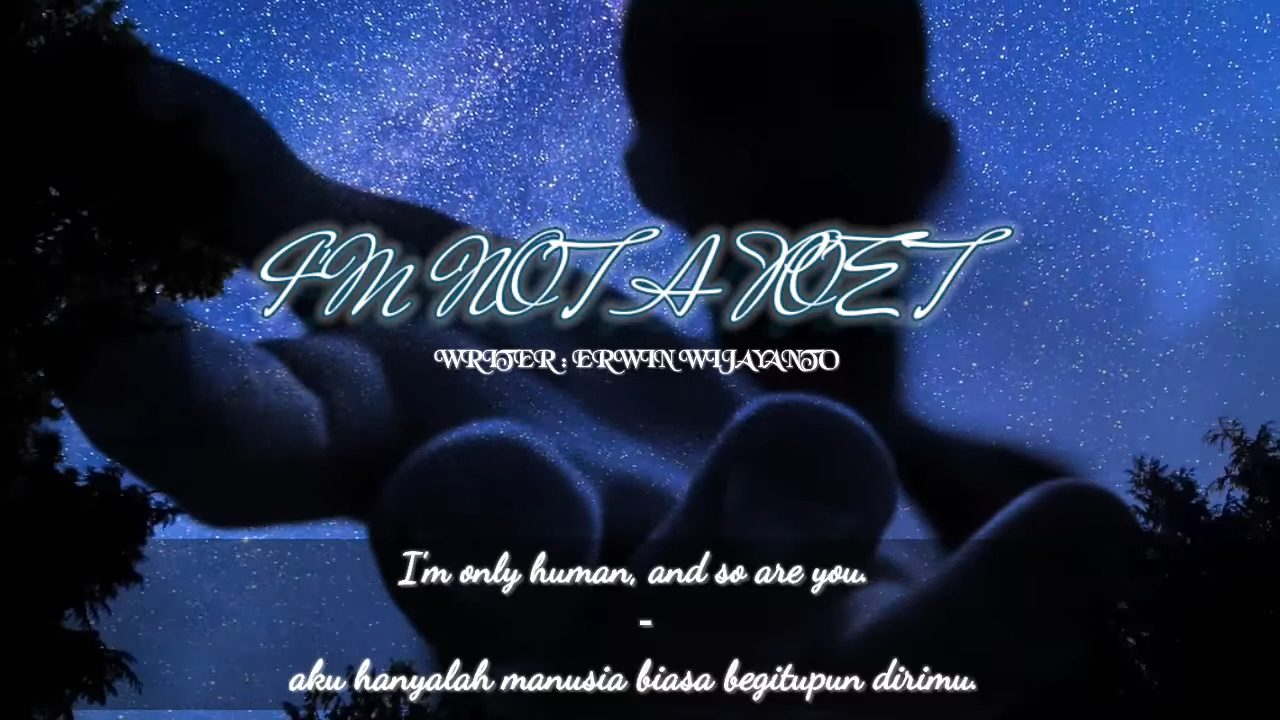 I'M NOT A POET
WRITER : ERWIN WIJAYANTO
I'm only human, and so are you.
-
aku hanyalah manusia biasa begitupun dirimu.